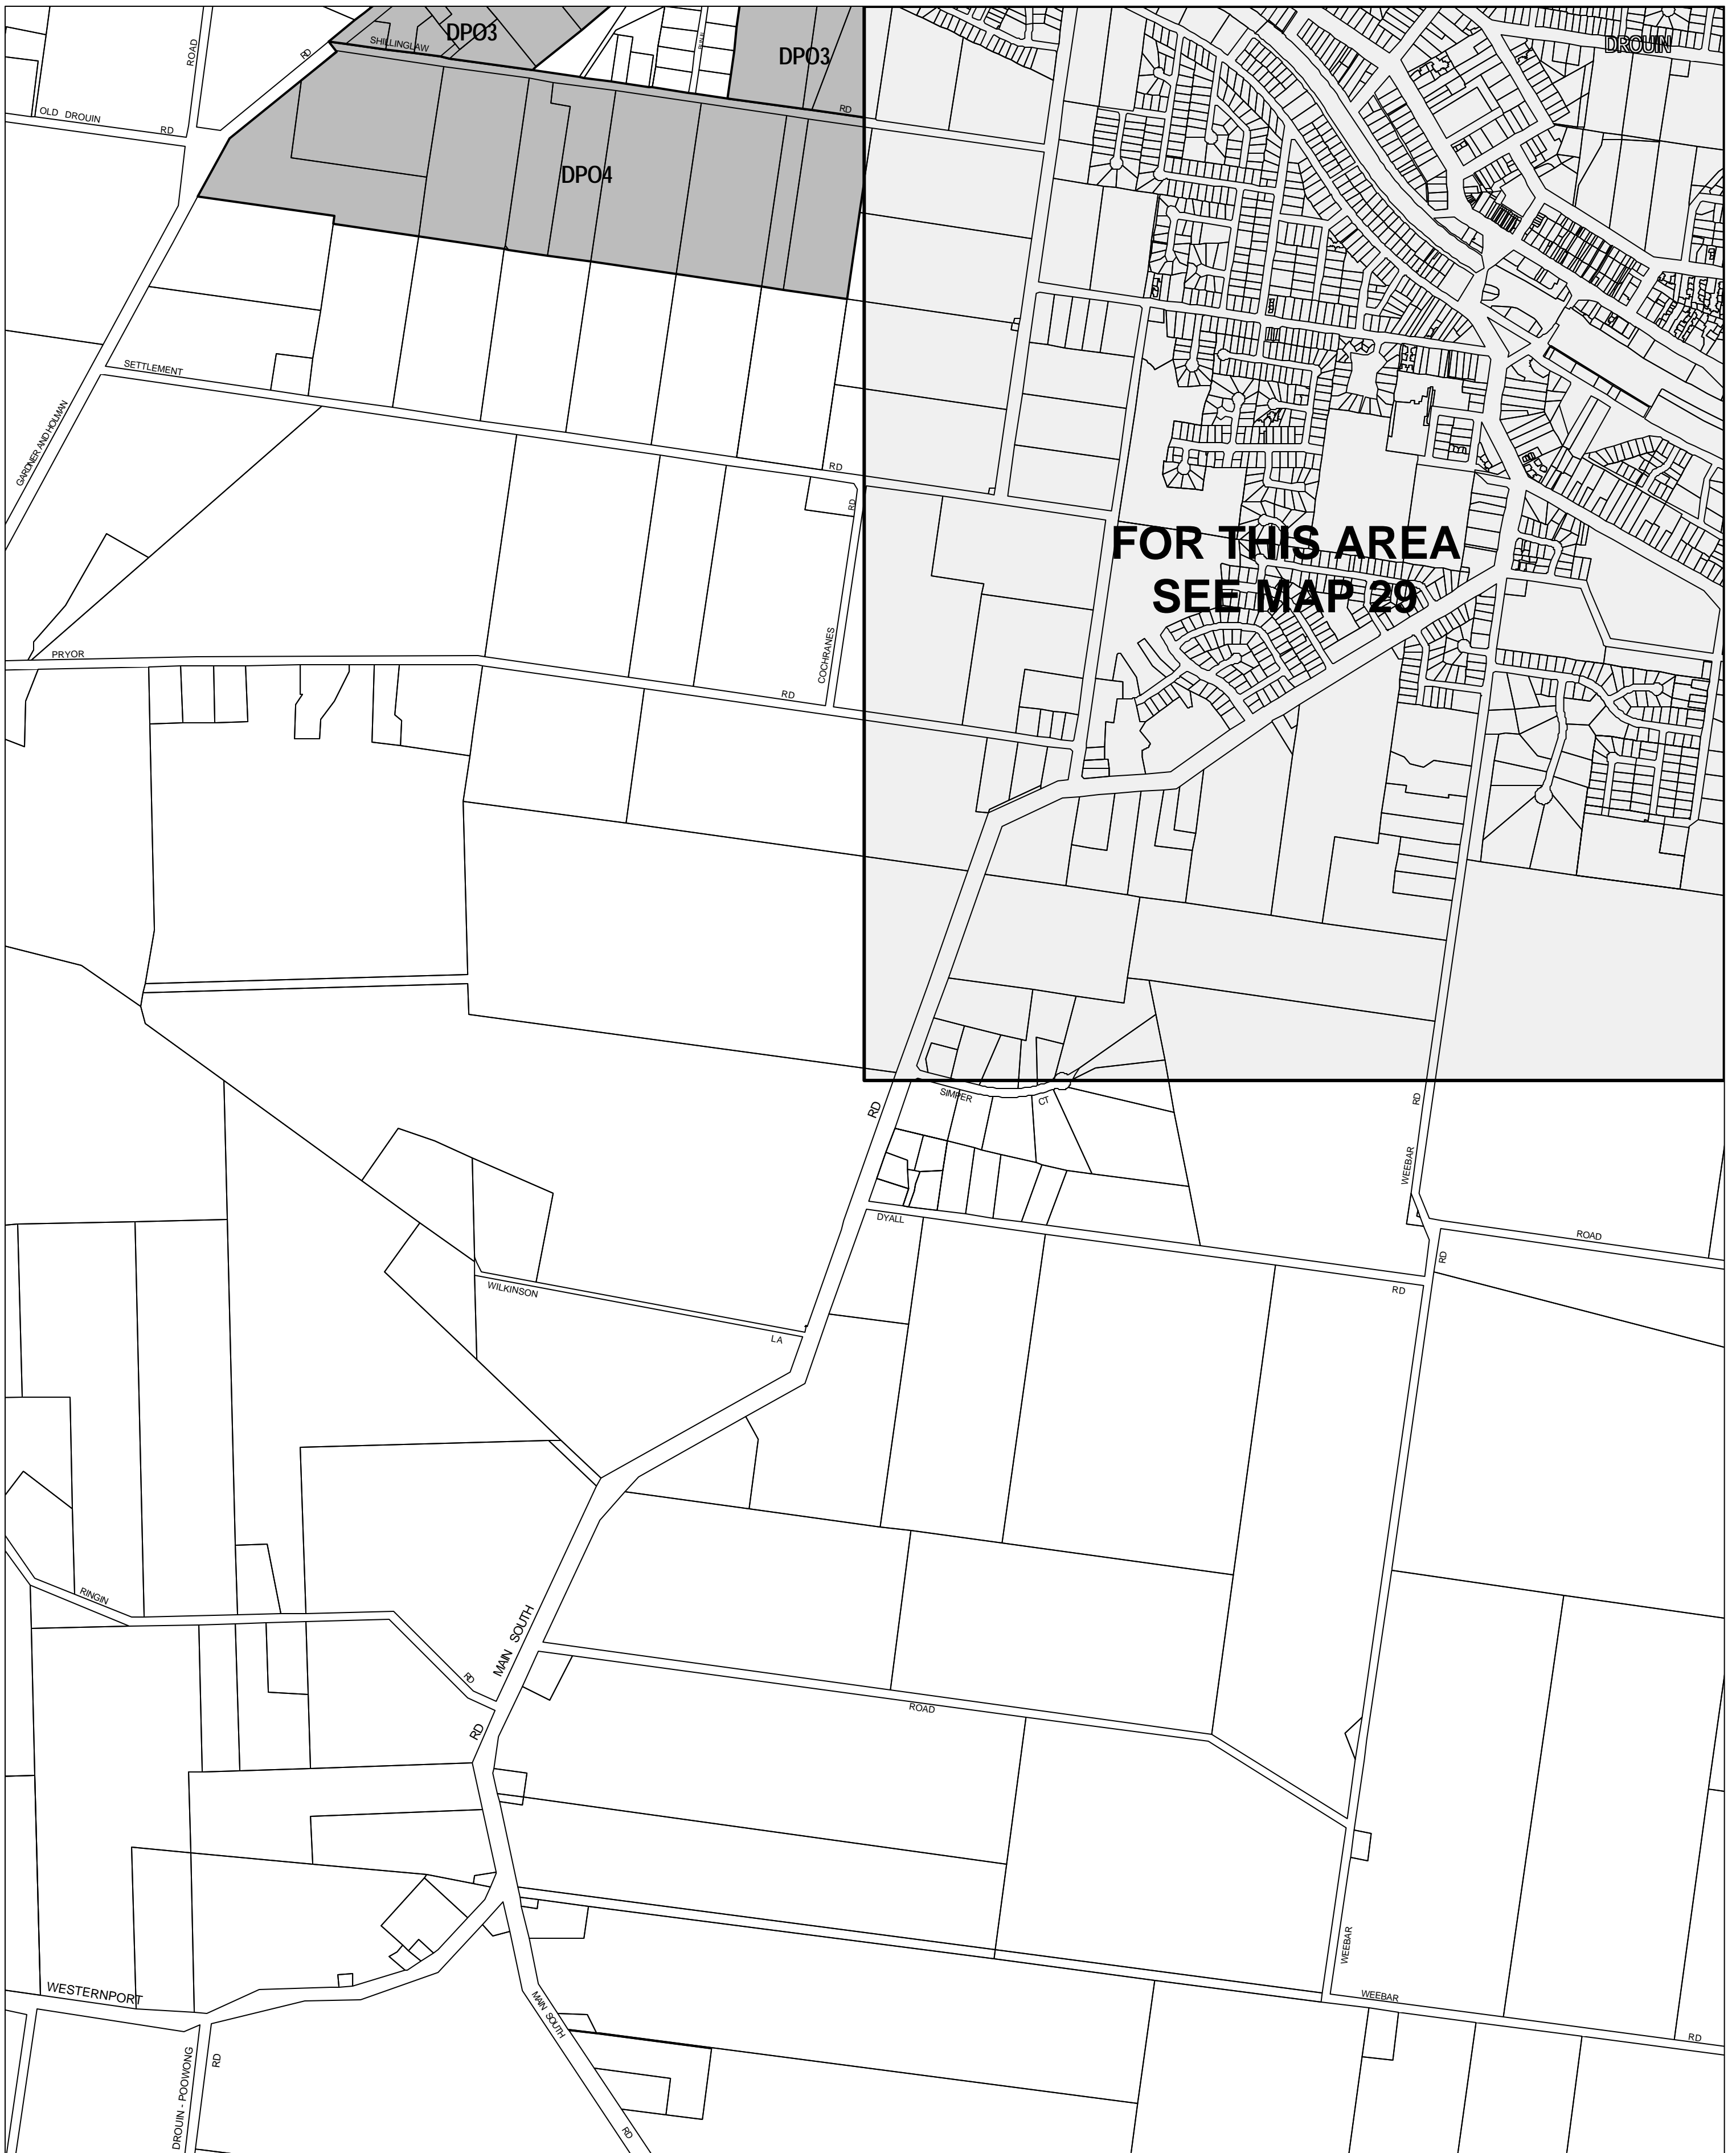 DPO3
SHILLINGLAW
DPO3
DROUIN
ROAD
RD
RD
OLD DROUIN
RD
DPO4
SETTLEMENT
GARDNER AND HOLMAN
RD
RD
FOR THIS AREA
SEE MAP 29
COCHRANES
PRYOR
RD
SIMPER
CT
RD
RD
WEEBAR
DYALL
ROAD
RD
RD
WILKINSON
LA
RINGIN
RD
MAIN SOUTH
RD
ROAD
WEEBAR
WESTERNPORT
WEEBAR
RD
MAIN SOUTH
RD
DROUIN - POOWONG
RD